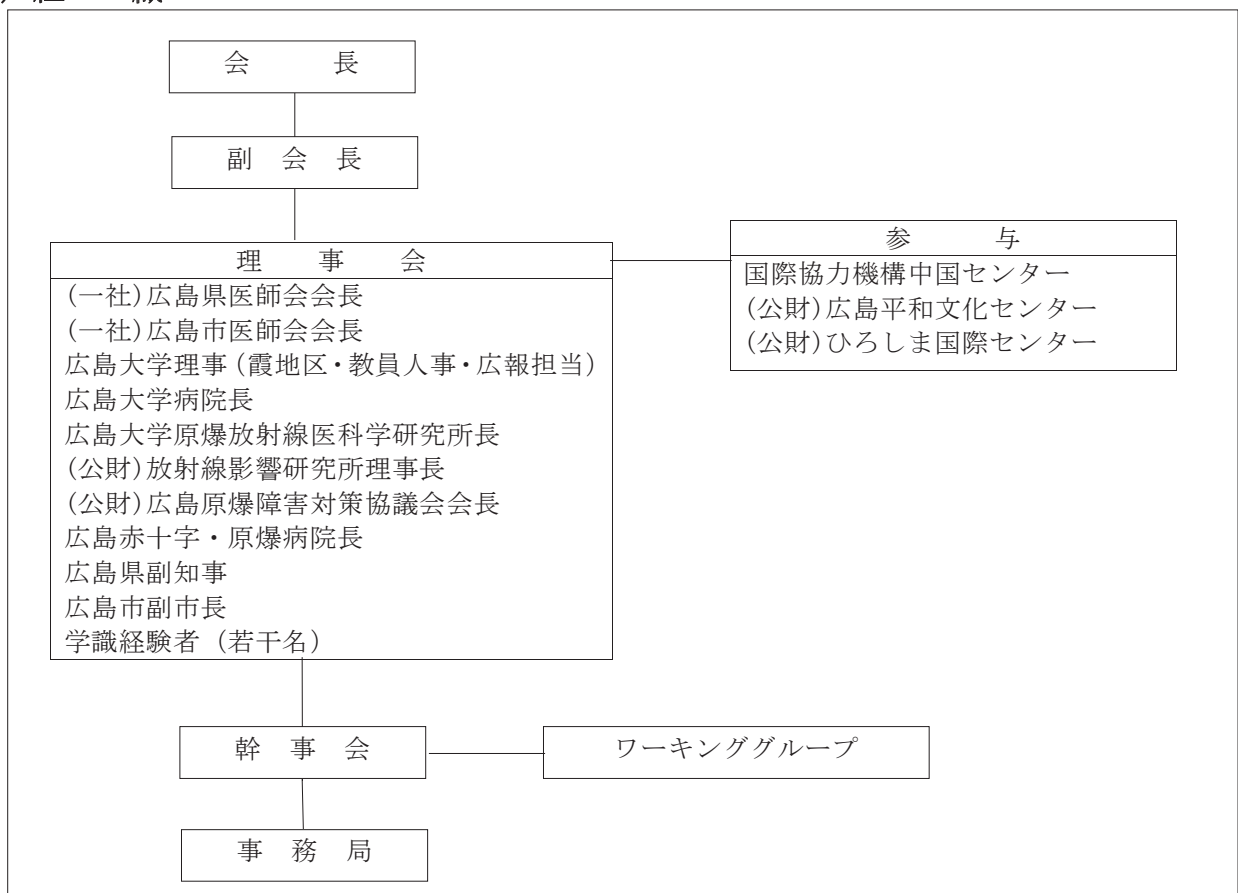 会長
副会長
理事会
(一社)広島県医師会会長
(一社)広島市医師会会長
広島大学理事(霞地区・教員人事・広報担当)
広島大学病院長
広島大学原爆放射線医科学研究所長
(公財)放射線影響研究所理事長
(公財)広島原爆障害対策協議会会長
広島赤十字・原爆病院長
広島県副知事
広島市副市長
学識経験者(若干名)
参与
国際協力機構中国センター
(公財)広島平和文化センター
(公財)ひろしま国際センター
幹事会
ワーキンググループ
事務局